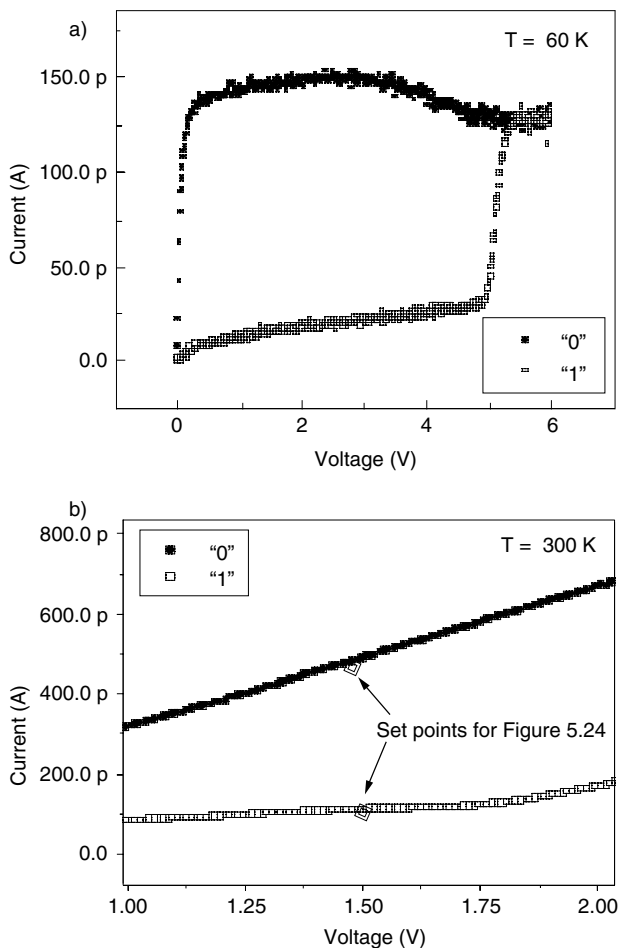 a)
T = 60 K
150.0 p
100.0 p
50.0 p
0.0
Current (A)
"0"
"1"
0 2 4 6
Voltage (V)
b)
800.0 p
600.0 p
400.0 p
200.0 p
0.0
Current (A)
"0"
"1"
T = 300 K
Set points for Figure 5.24
1.00 1.25 1.50 1.75 2.00
Voltage (V)